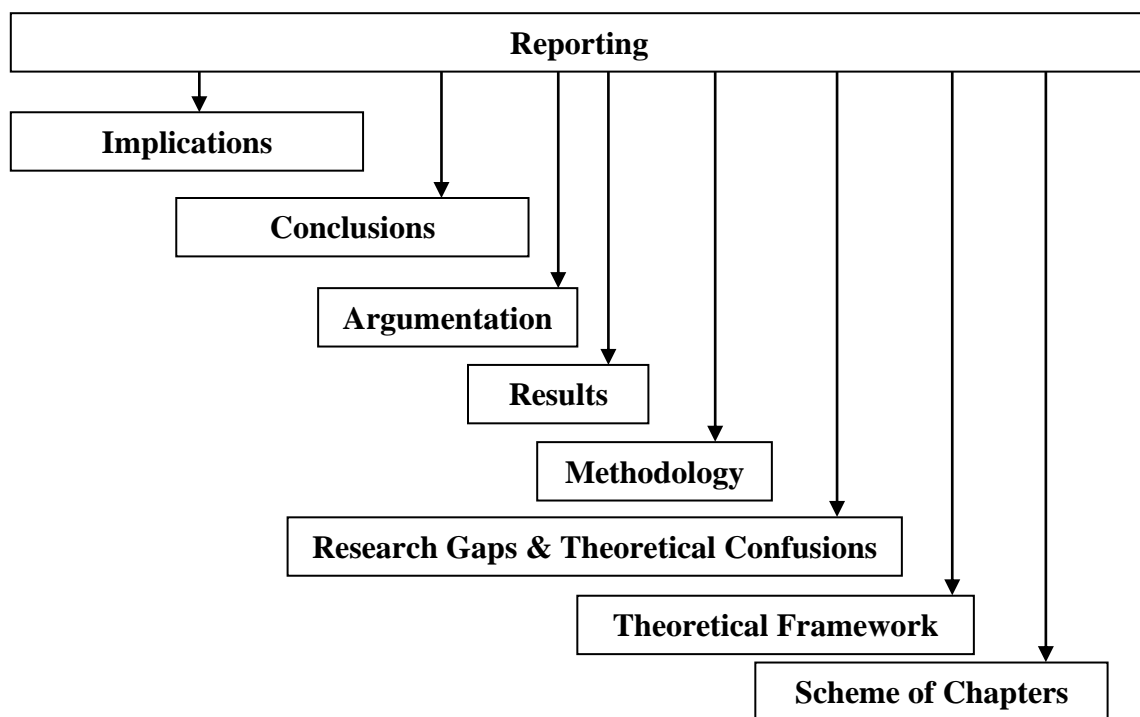 Reporting
Implications
Conclusions
Argumentation
Results
Methodology
Research Gaps & Theoretical Confusions
Theoretical Framework
Scheme of Chapters